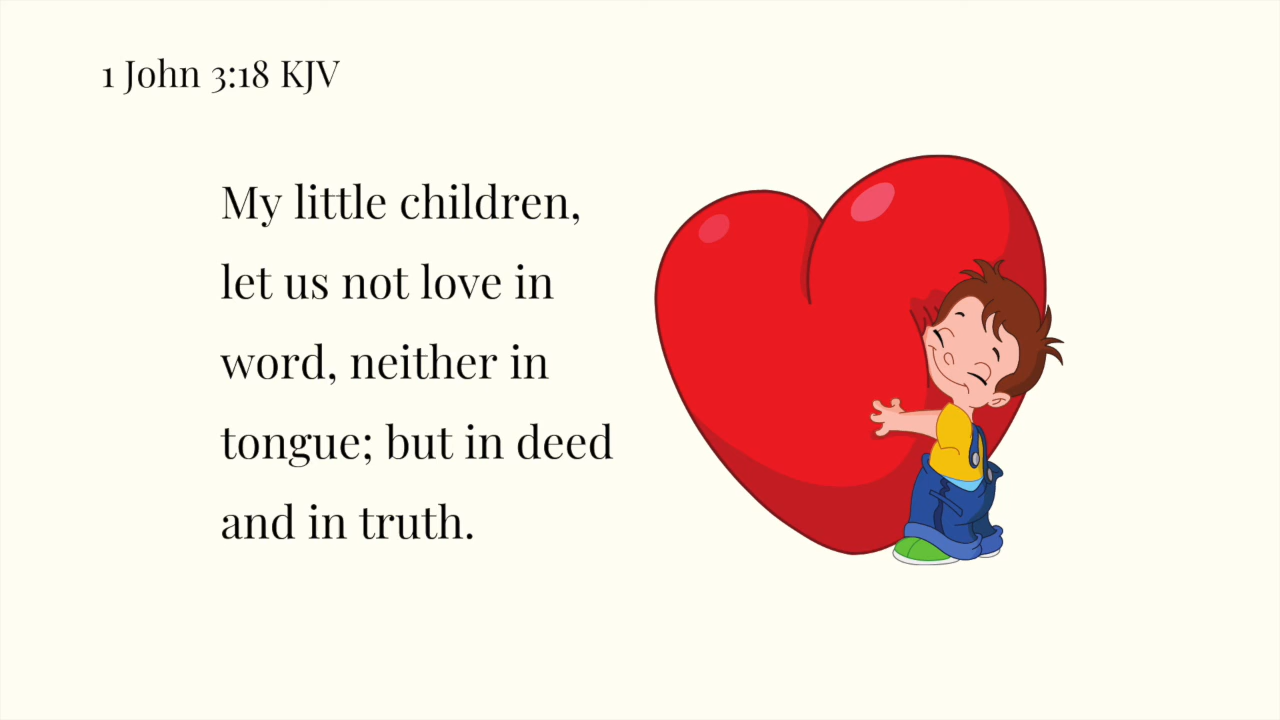 1 John 3:18 KJV
My little children,
let us not love in
word, neither in
tongue; but in deed
and in truth.